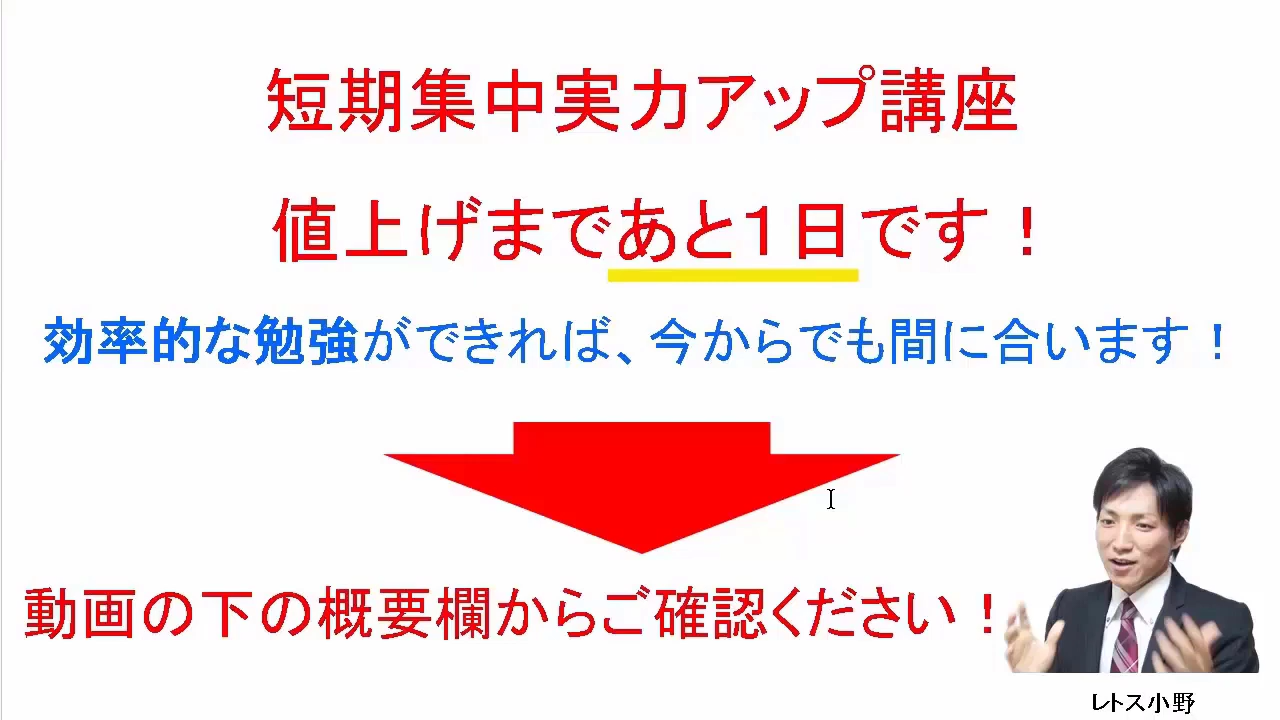 短期集中実力アップ講座
値上げまであと１日です！
効率的な勉強ができれば、今からでも間に合います！
動画の下の概要欄からご確認ください！
レトス小野